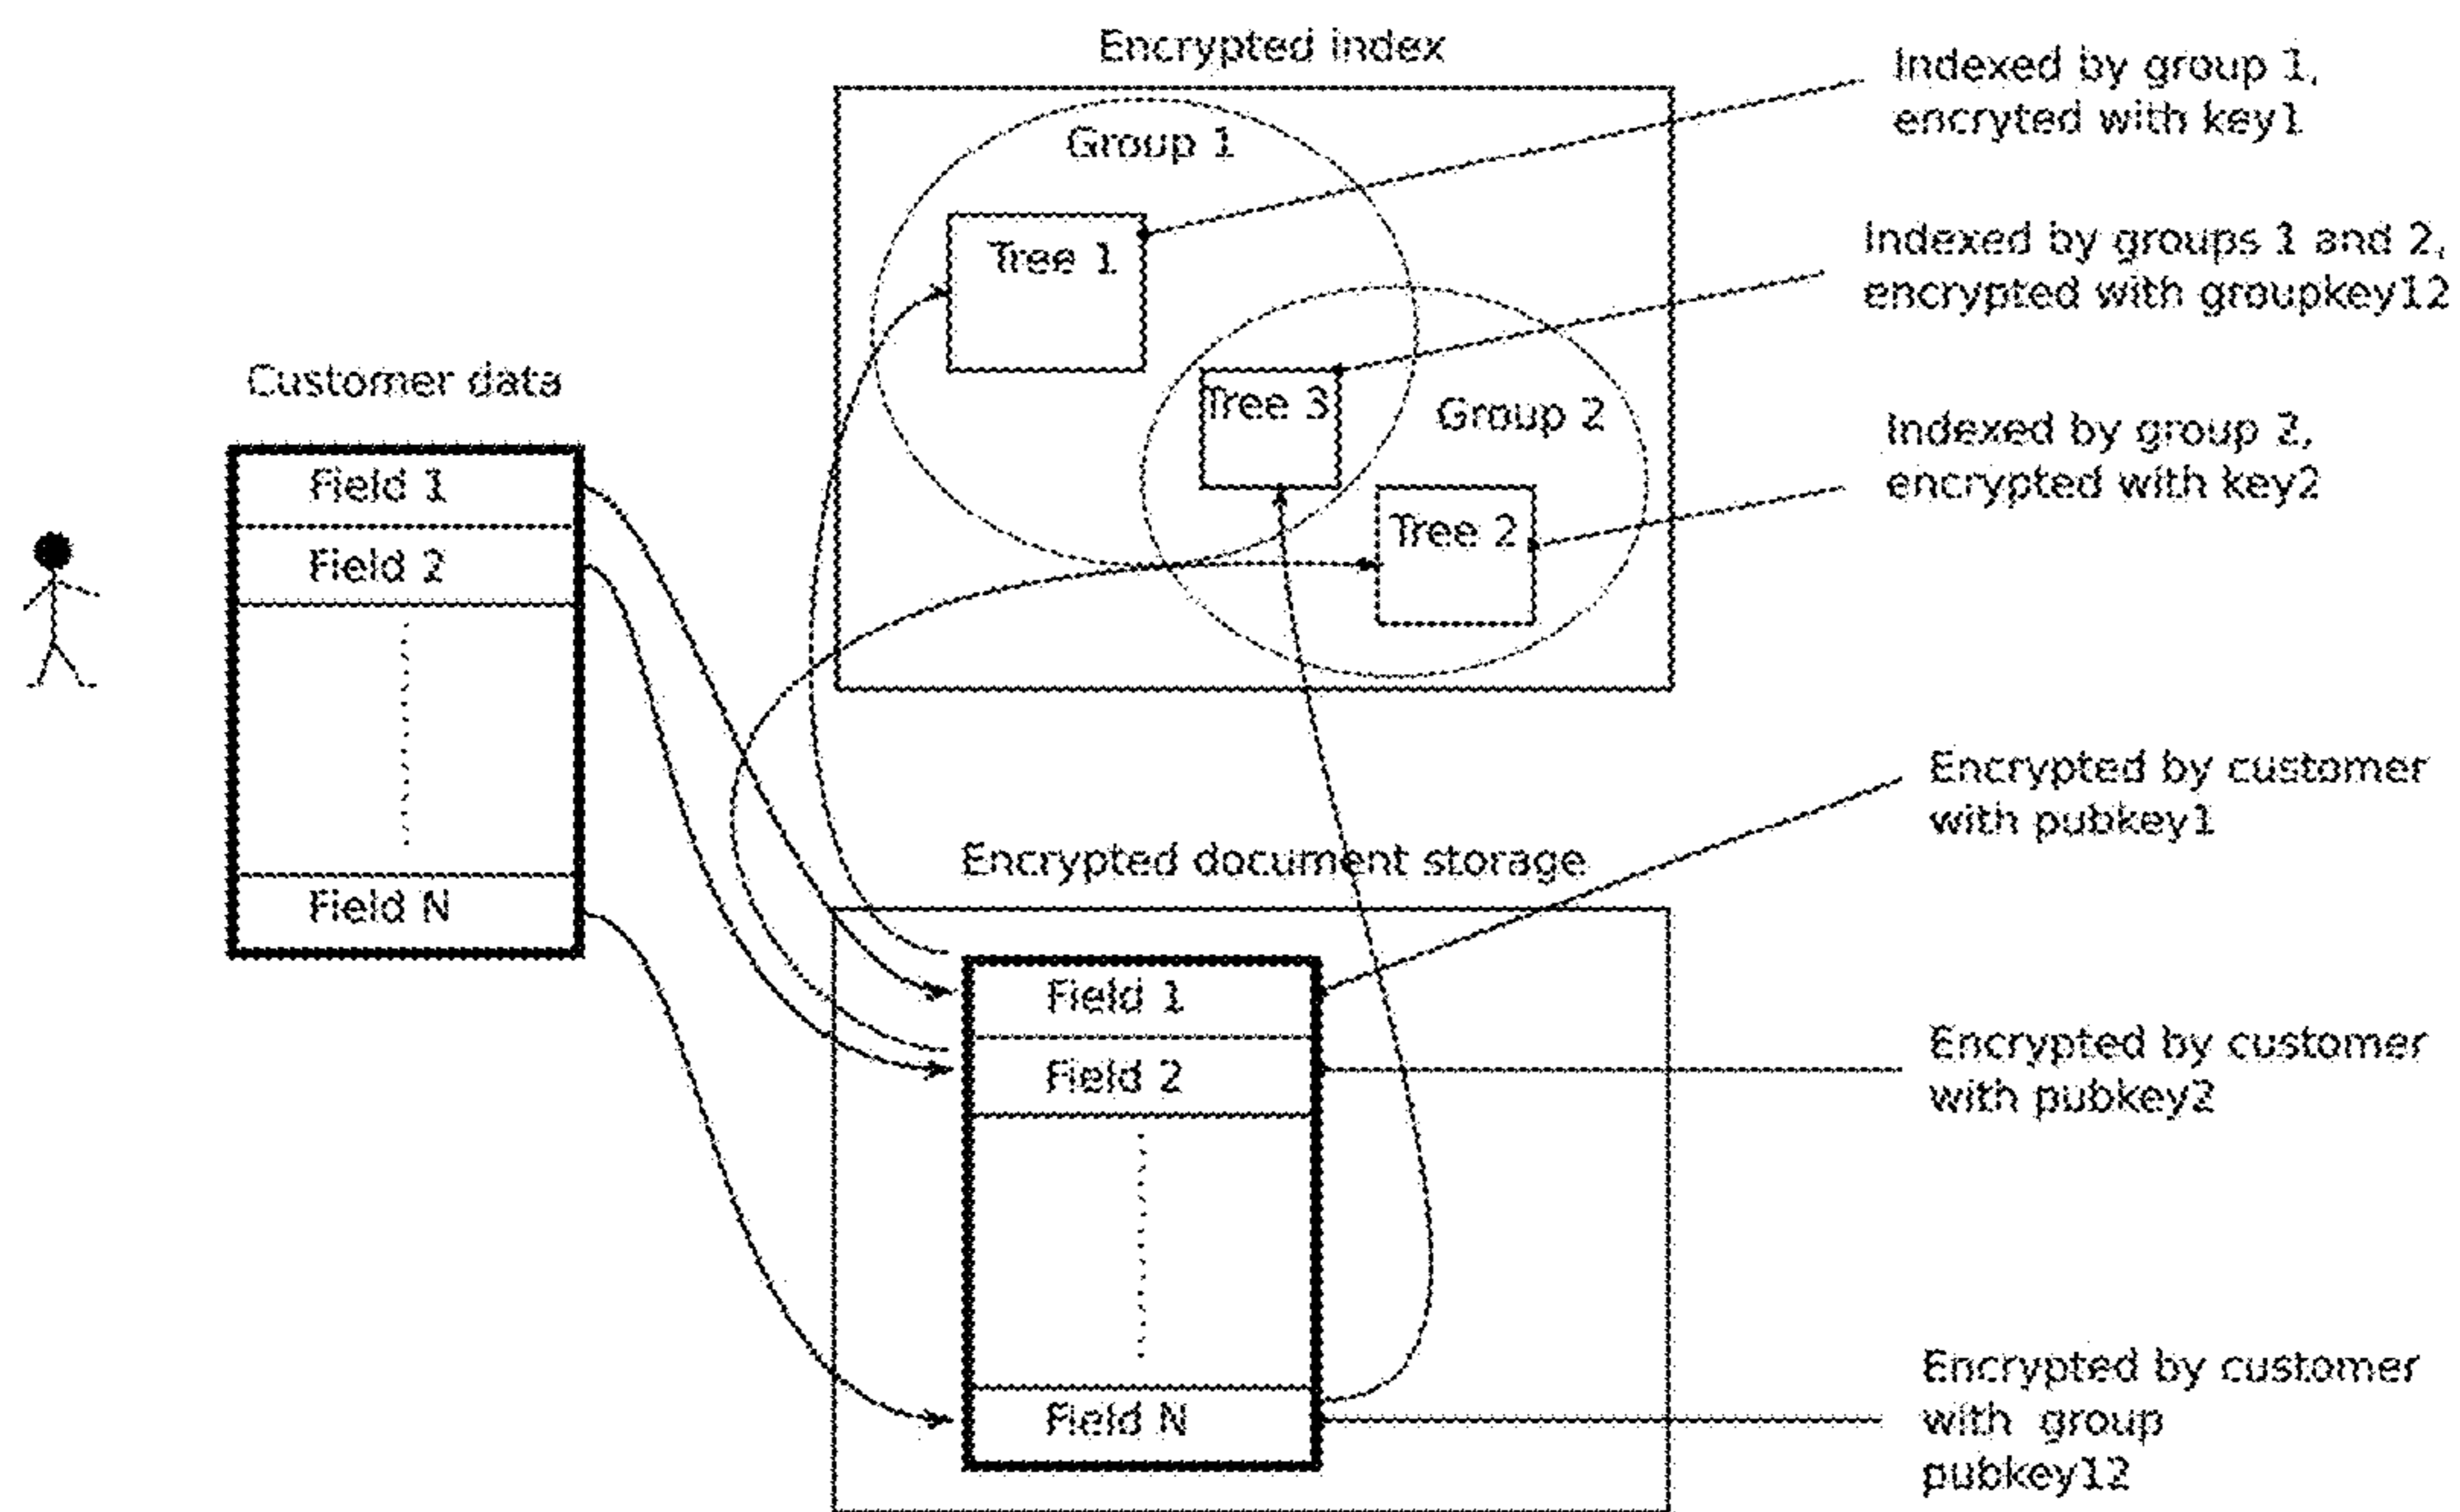 Encrypted index
Indexed by group 1,
encryted with key1
Group 1
Tree 1
Indexed by groups 1 and 2,
encrypted with groupkey12
Customer data
Tree 3
Group 2
Indexed by group 2,
encrypted with key2
Field 1
Tree 2
Field 2
Field N
Encrypted by customer
with pubkey1
Encrypted document storage
Field 1
Encrypted by customer
with pubkey2
Field 2
Field N
Encrypted by customer
with group
pubkey12